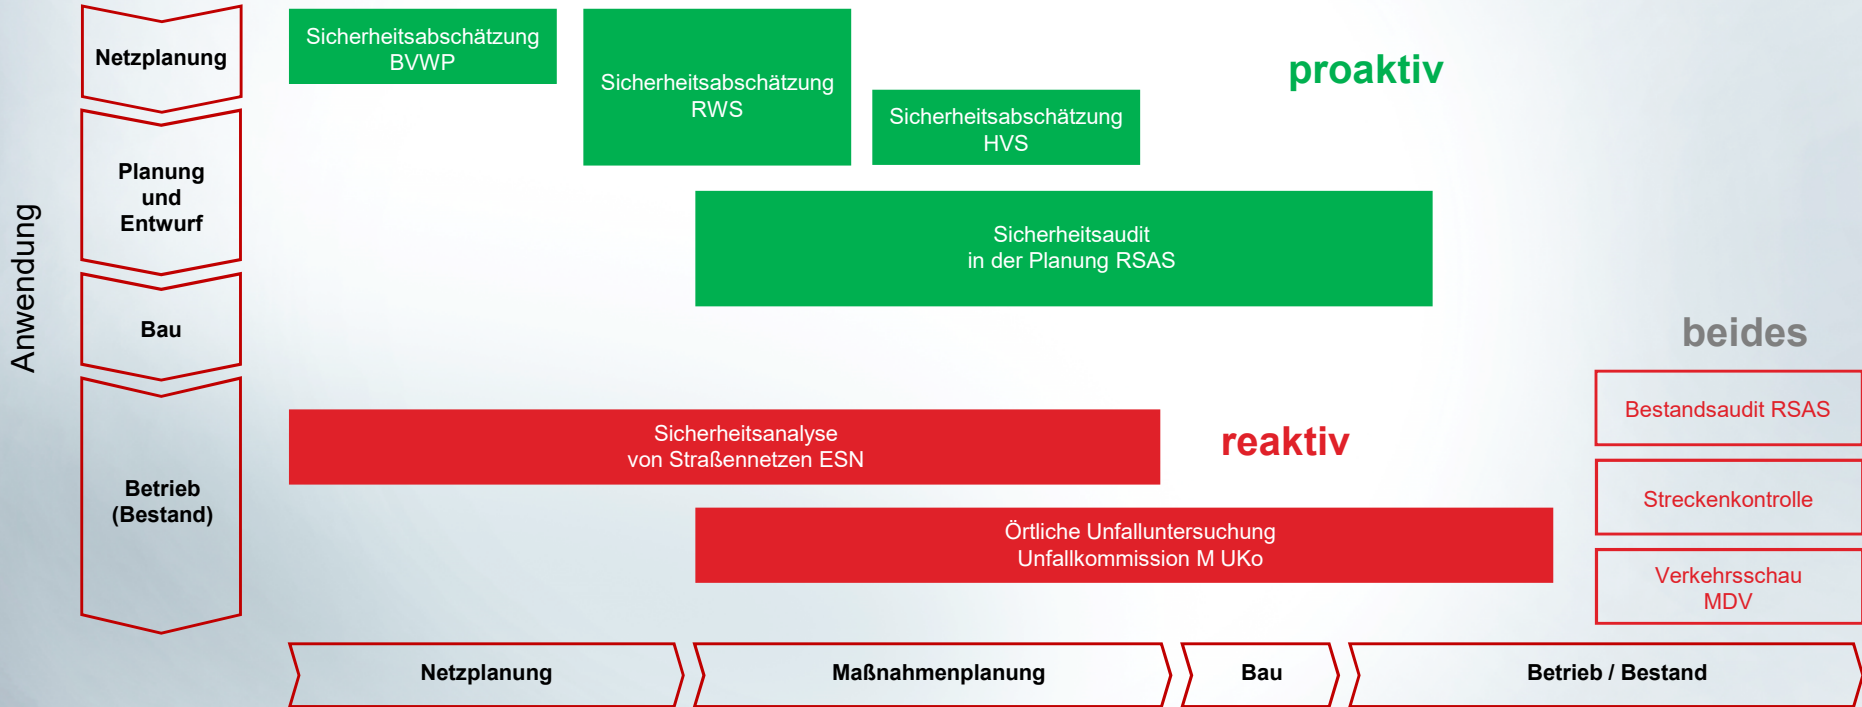 Anwendung
Netzplanung
Planung
und
Entwurf
Bau
Betrieb
(Bestand)
Sicherheitsabschätzung
BVWP
Sicherheitsabschätzung
RWS
Sicherheitsabschätzung
HVS
proaktiv
Sicherheitsaudit
in der Planung RSAS
beides
Bestandsaudit RSAS
Streckenkontrolle
Verkehrsschau
MDV
Sicherheitsanalyse
von Straßennetzen ESN
reaktiv
Örtliche Unfalluntersuchung
Unfallkommission M UKo
Netzplanung
Maßnahmenplanung
Bau
Betrieb / Bestand